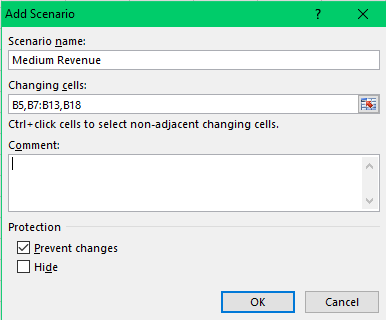 Add Scenario
?
Scenario name:
Medium Revenue
Changing cells:
B5,B7:B13,B18
Ctrl+click cells to select non-adjacent changing cells.
Comment:
Protection
Prevent changes
Hide
OK Cancel